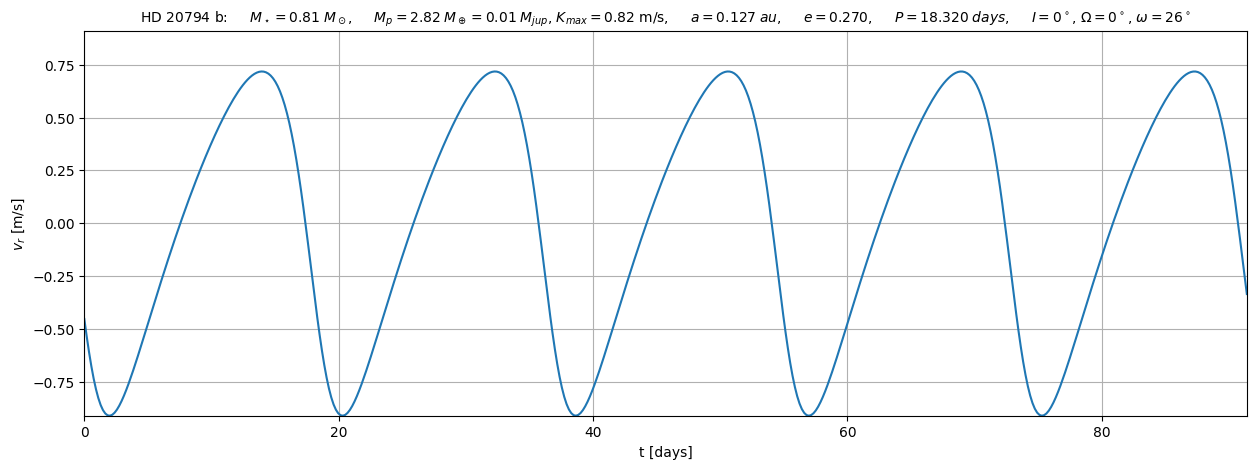 HD 20794 b: M⋆ = 0.81 M⊙, Mp = 2.82 M⊕ = 0.01 Mjup, Kmax = 0.82 m/s, a = 0.127 au, e = 0.270, P = 18.320 days, I = 0°, Ω = 0°, ω = 26°
0.75
0.50
0.25
0.00
−0.25
−0.50
−0.75
vr [m/s]
0 20 40 60 80
t [days]